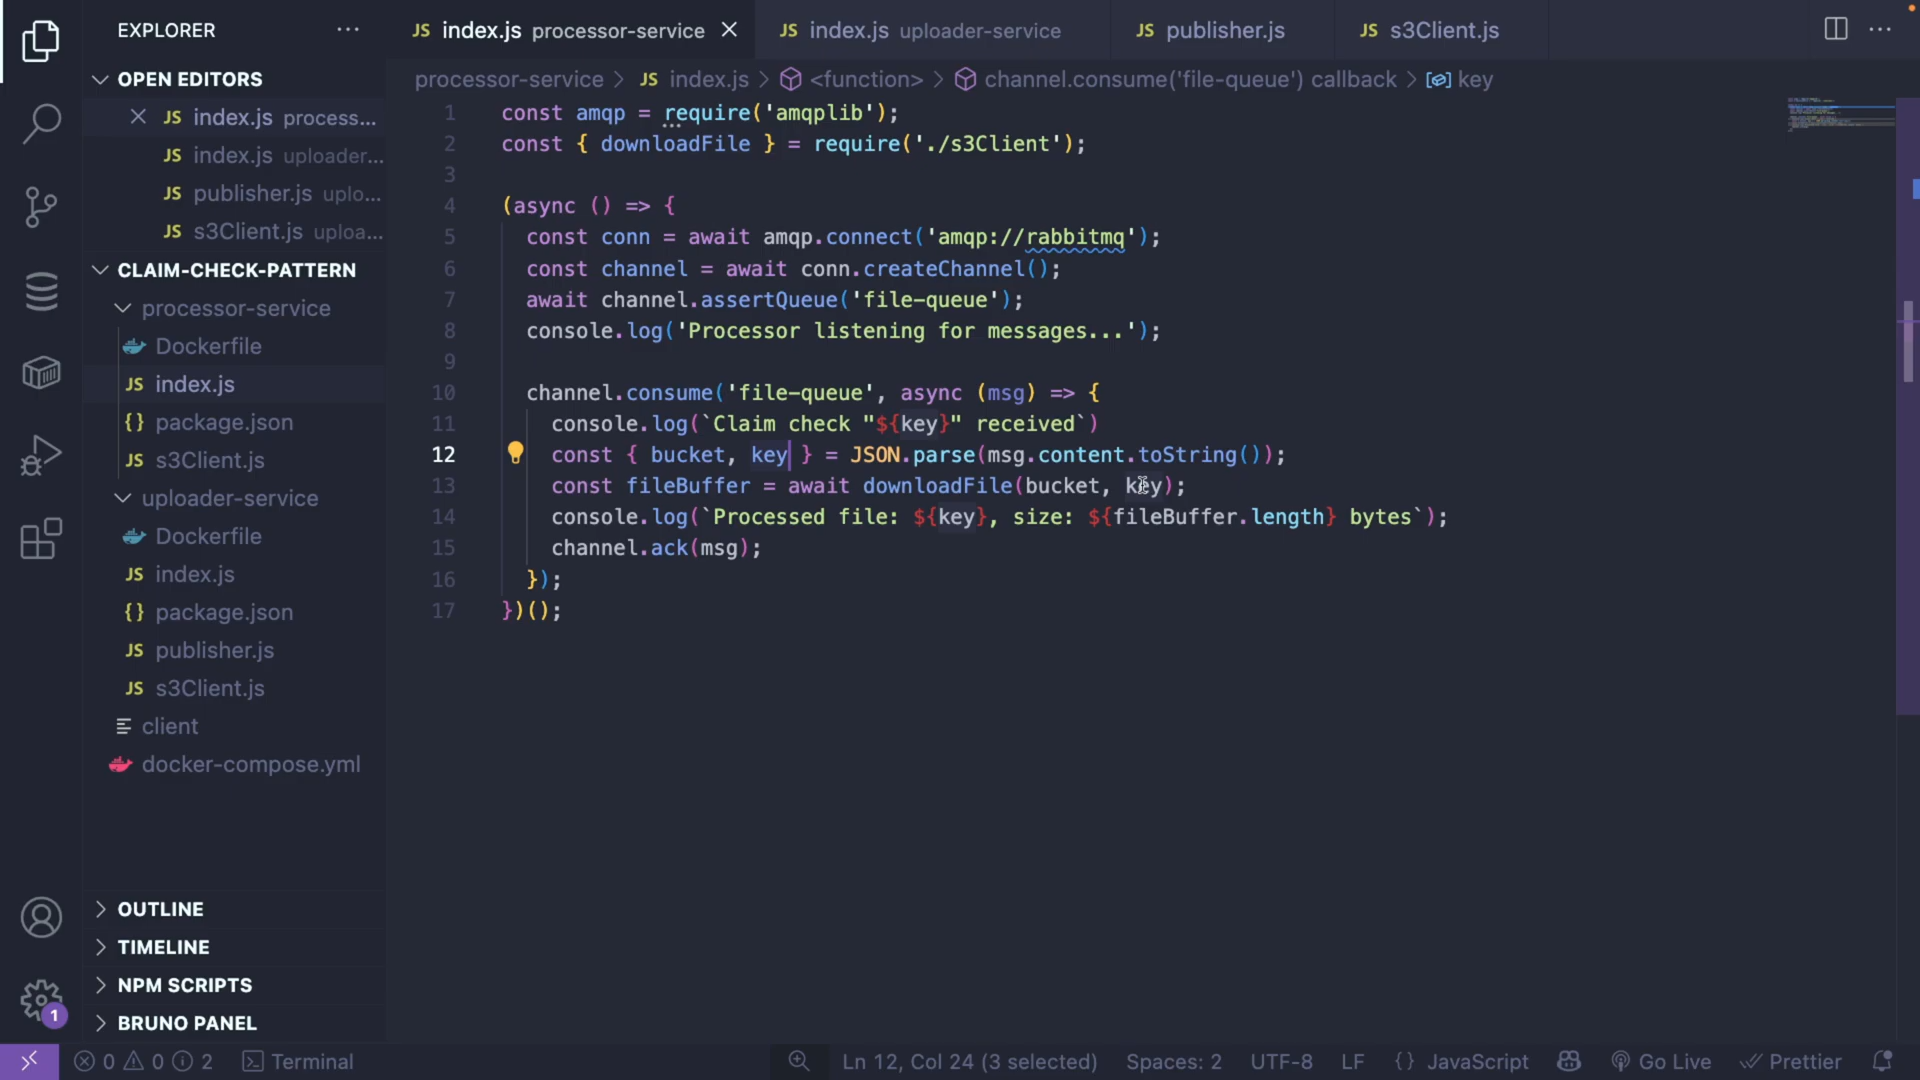 EXPLORER
OPEN EDITORS
index.js process...
index.js uploader...
publisher.js uplo...
s3Client.js uploa...
CLAIM-CHECK-PATTERN
processor-service
Dockerfile
JS index.js
{} package.json
JS s3Client.js
uploader-service
Dockerfile
JS index.js
{} package.json
JS publisher.js
JS s3Client.js
client
docker-compose.yml
OUTLINE
TIMELINE
NPM SCRIPTS
BRUNO PANEL
1
JS index.js processor-service
JS index.js uploader-service
JS publisher.js
JS s3Client.js
processor-service > JS index.js > <function> > channel.consume('file-queue') callback > key
1 const amqp = require('amqplib');
2 const { downloadFile } = require('./s3Client');
3
4 (async () => {
5 const conn = await amqp.connect('amqp://rabbitmq');
6 const channel = await conn.createChannel();
7 await channel.assertQueue('file-queue');
8 console.log('Processor listening for messages...');
9
10 channel.consume('file-queue', async (msg) => {
11 console.log(`Claim check "${key}" received`)
12 const { bucket, key } = JSON.parse(msg.content.toString());
13 const fileBuffer = await downloadFile(bucket, key);
14 console.log(`Processed file: ${key}, size: ${fileBuffer.length} bytes`);
15 channel.ack(msg);
16 });
17 })();
0 0 2 Terminal
Ln 12, Col 24 (3 selected) Spaces: 2 UTF-8 LF {} JavaScript Go Live Prettier